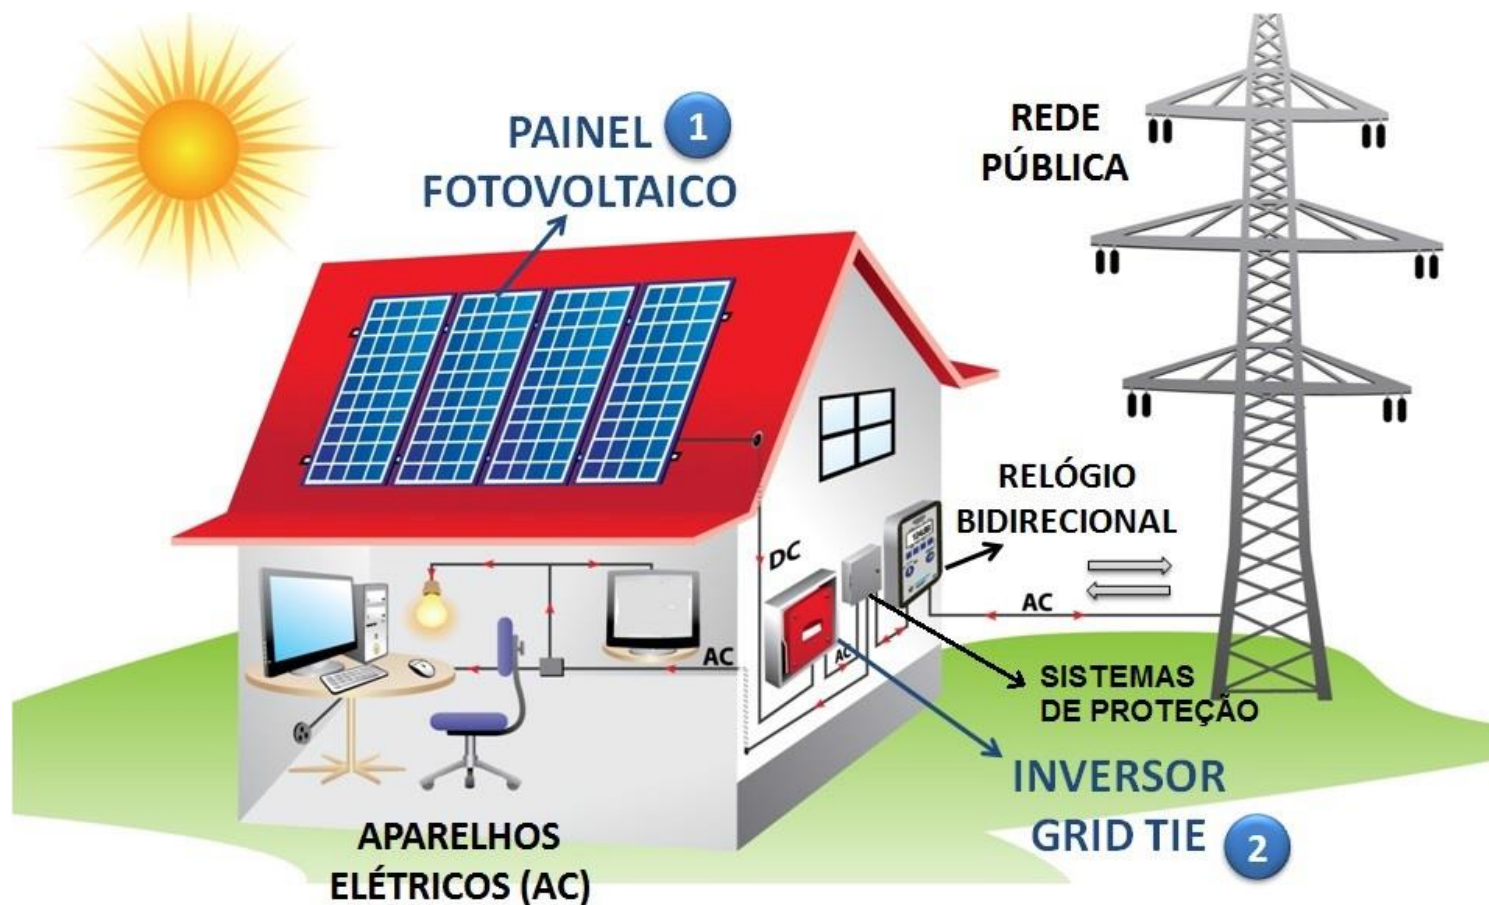 PAINEL 1
FOTOVOLTAICO
REDE
PÚBLICA
RELÓGIO
BIDIRECIONAL
DC
AC
AC
AC
SISTEMAS
DE PROTEÇÃO
INVERSOR
GRID TIE 2
APARELHOS
ELÉTRICOS (AC)